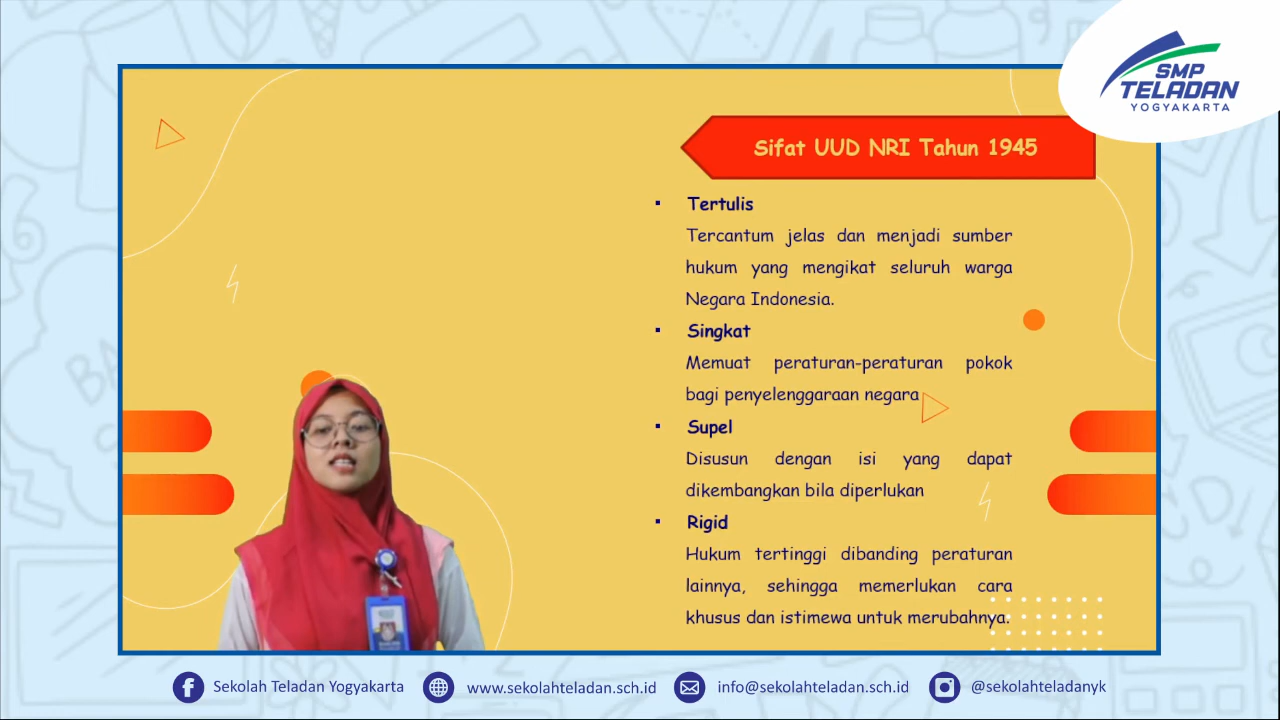 SMP
TELADAN
YOGYAKARTA
Sifat UUD NRI Tahun 1945
▪ Tertulis
Tercantum jelas dan menjadi sumber
hukum yang mengikat seluruh warga
Negara Indonesia.
▪ Singkat
Memuat peraturan-peraturan pokok
bagi penyelenggaraan negara
▪ Supel
Disusun dengan isi yang dapat
dikembangkan bila diperlukan
▪ Rigid
Hukum tertinggi dibanding peraturan
lainnya, sehingga memerlukan cara
khusus dan istimewa untuk merubahnya.
Sekolah Teladan Yogyakarta
www.sekolahteladan.sch.id
info@sekolahteladan.sch.id
@sekolahteladanyk